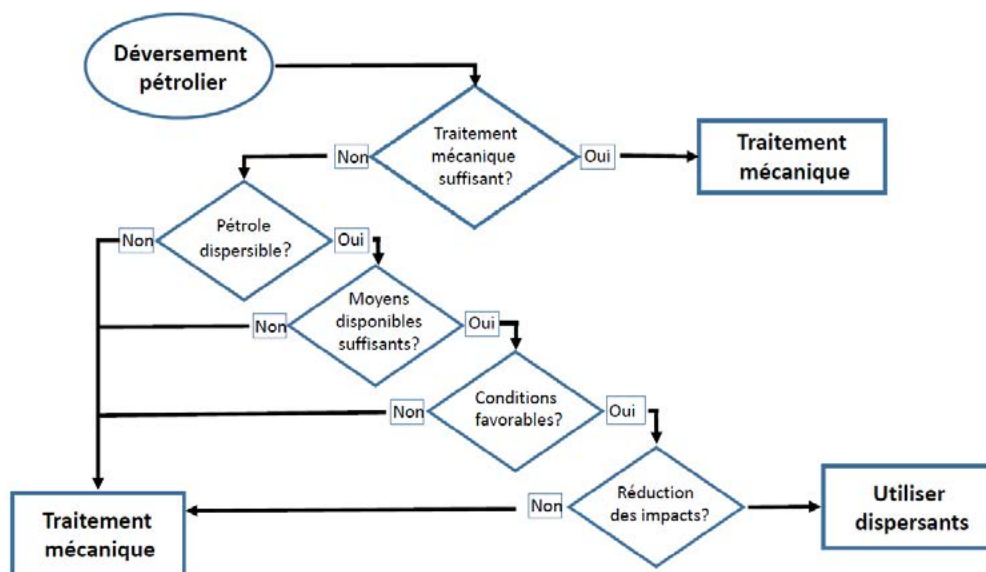 Déversement
pétrolier
Traitement
mécanique
suffisant?
Non
Oui
Traitement
mécanique
Pétrole
dispersible?
Non
Oui
Moyens
disponibles
suffisants?
Non
Oui
Conditions
favorables?
Non
Oui
Réduction
des impacts?
Non
Utiliser
dispersants
Traitement
mécanique